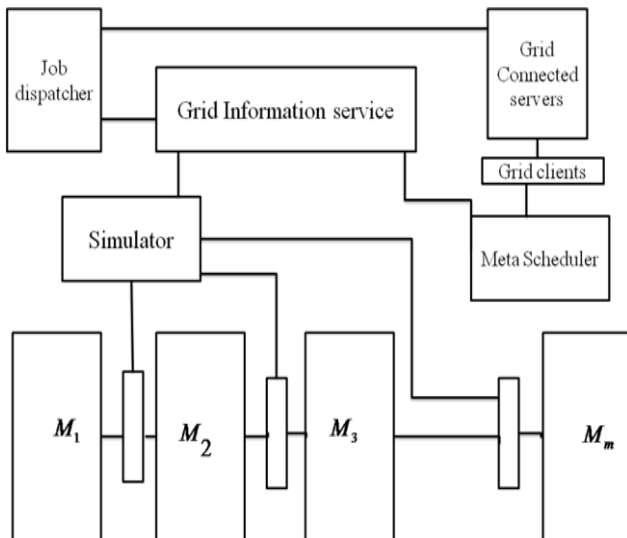 Job
dispatcher
Grid
Connected
servers
Grid Information service
Grid clients
Simulator
Meta Scheduler
M₁
M₂
M₃
Mₘ